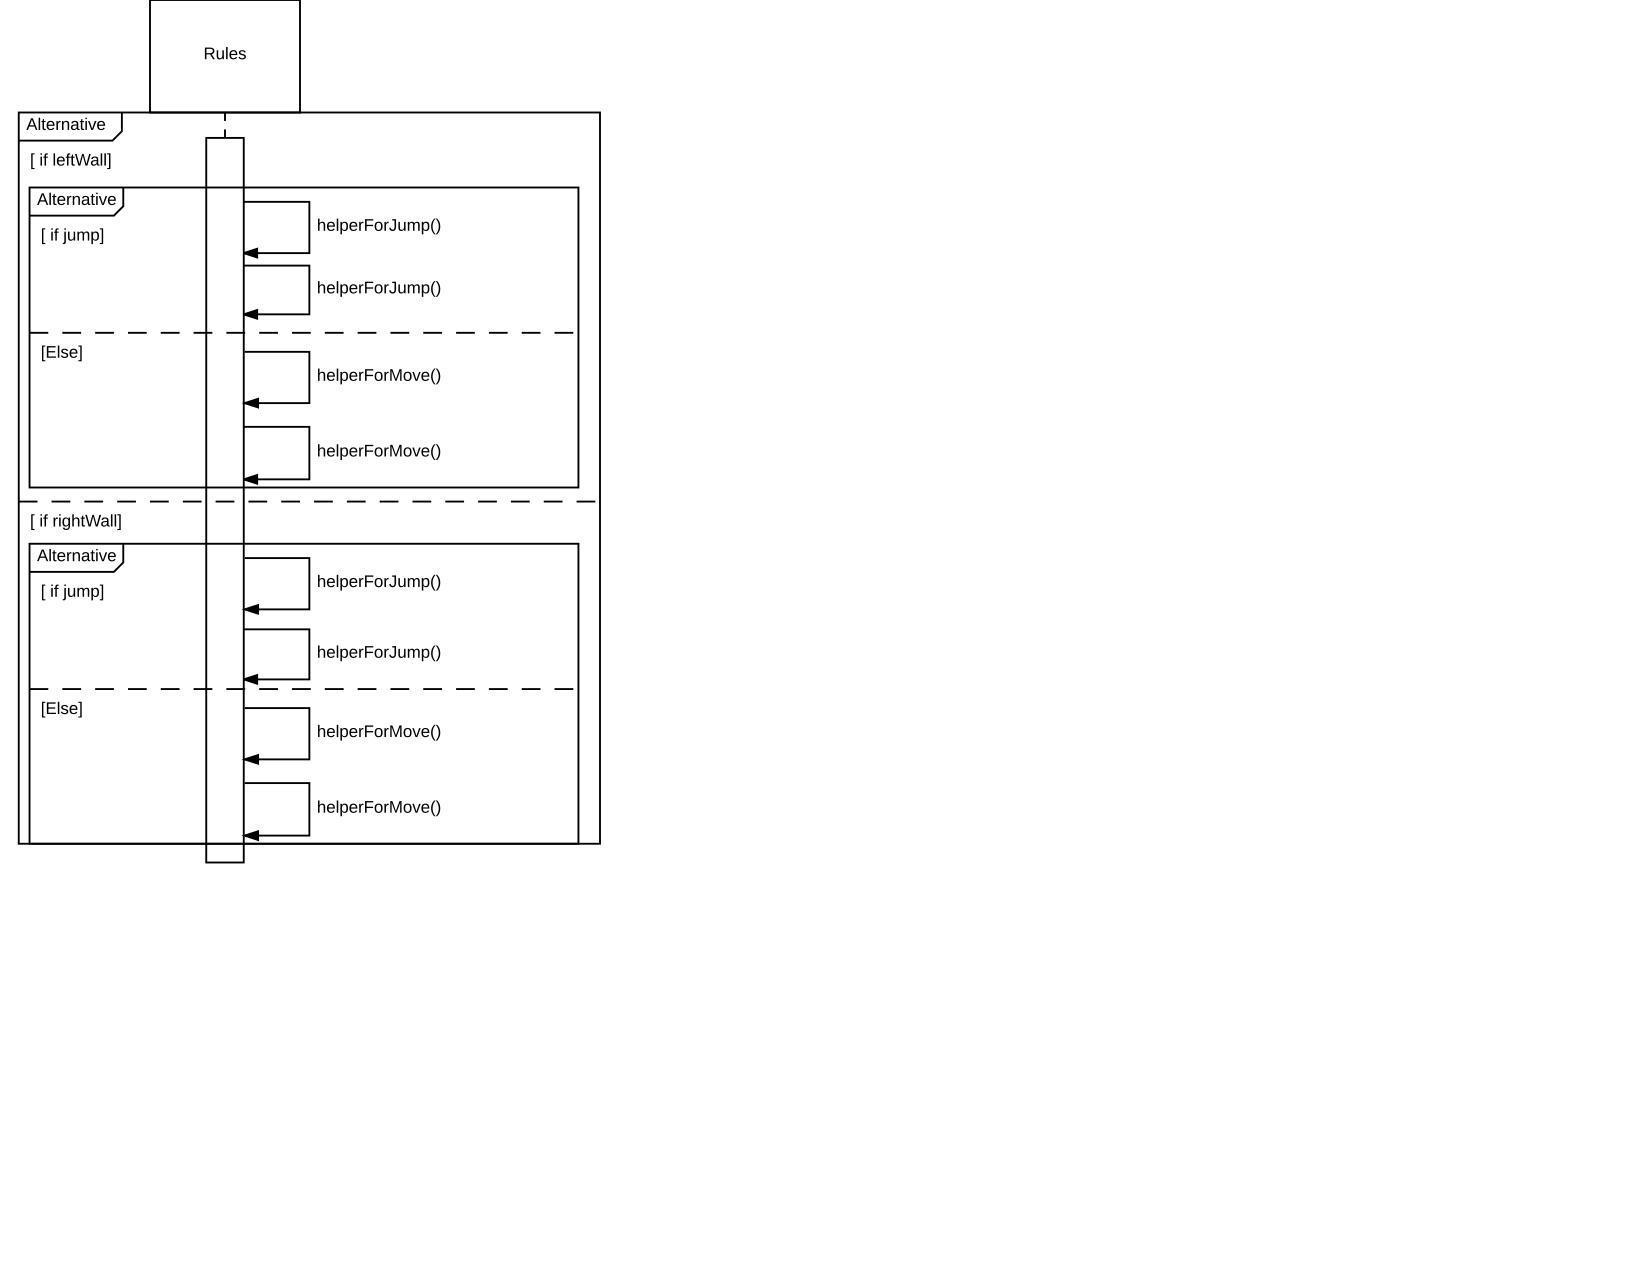 Rules
Alternative
[ if leftWall]
Alternative
helperForJump()
[ if jump]
helperForJump()
[Else]
helperForMove()
helperForMove()
[ if rightWall]
Alternative
helperForJump()
[ if jump]
helperForJump()
[Else]
helperForMove()
helperForMove()